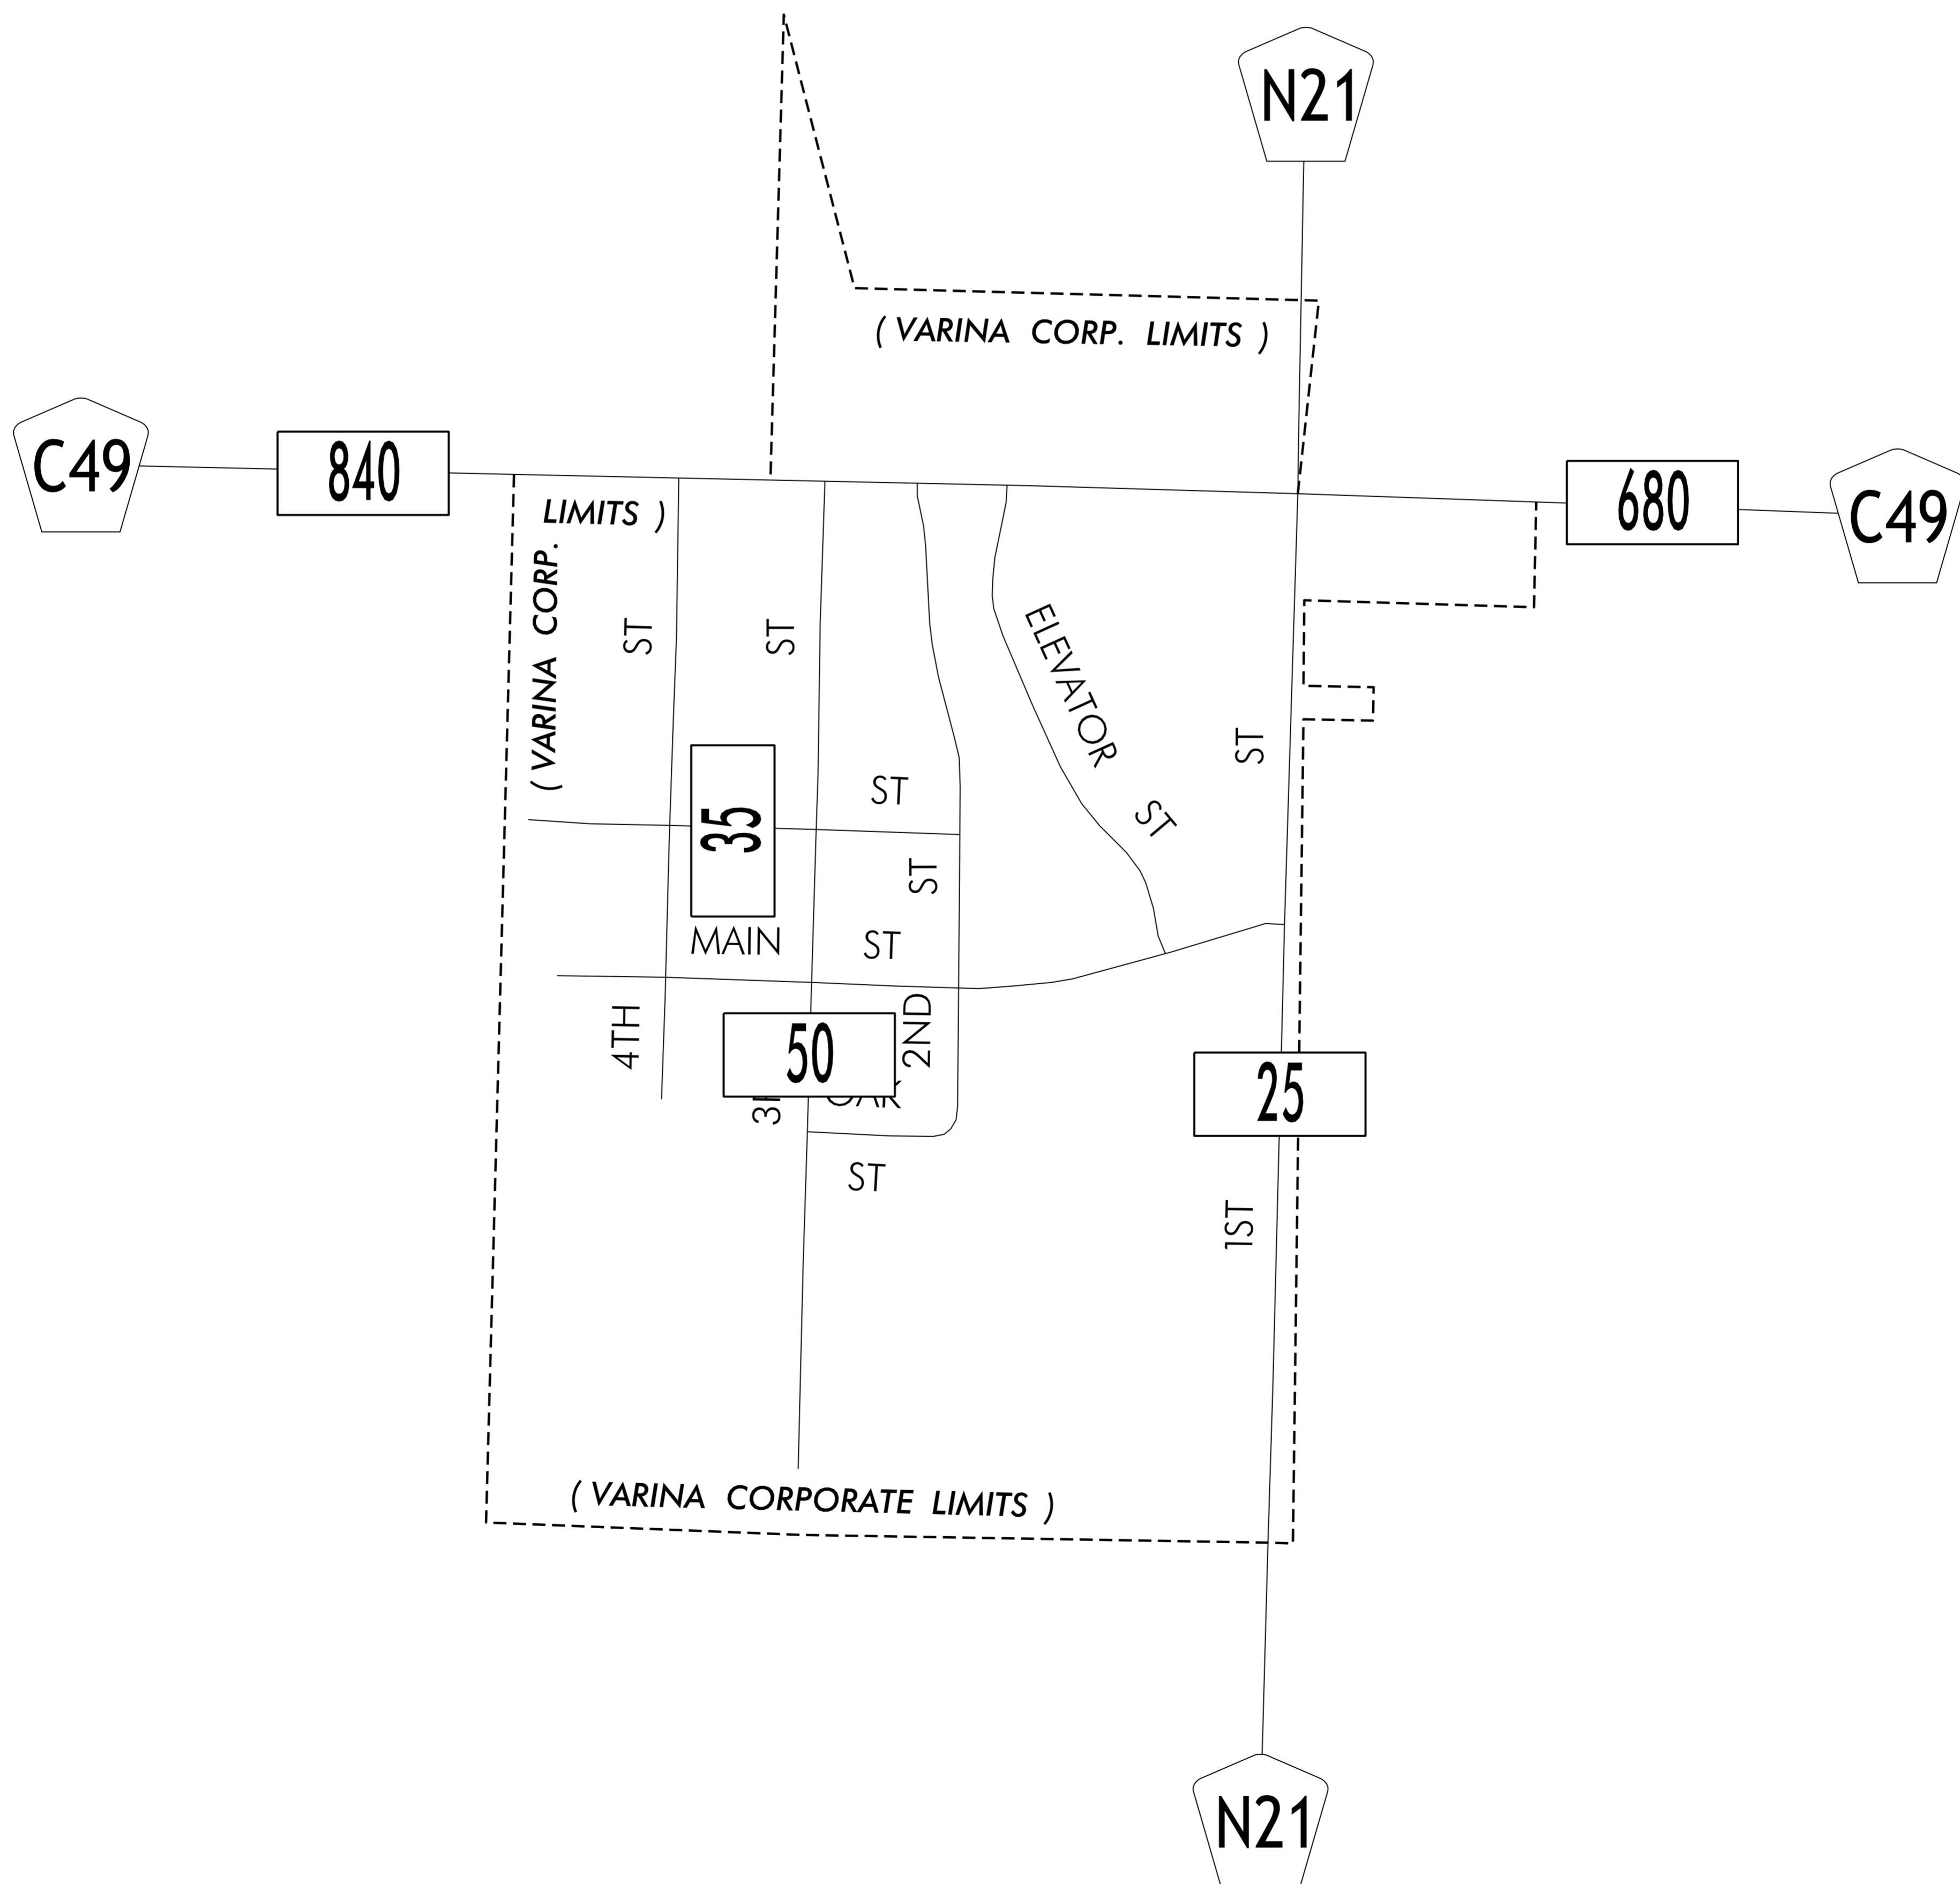 N21
( VARINA CORP. LIMITS )
C49
840
680
C49
( VARINA CORP. LIMITS )
ST
ST
ELEVATOR ST
ST
35
ST
ST
MAIN ST
4TH
50
2ND
25
ST
1ST
( VARINA CORPORATE LIMITS )
N21